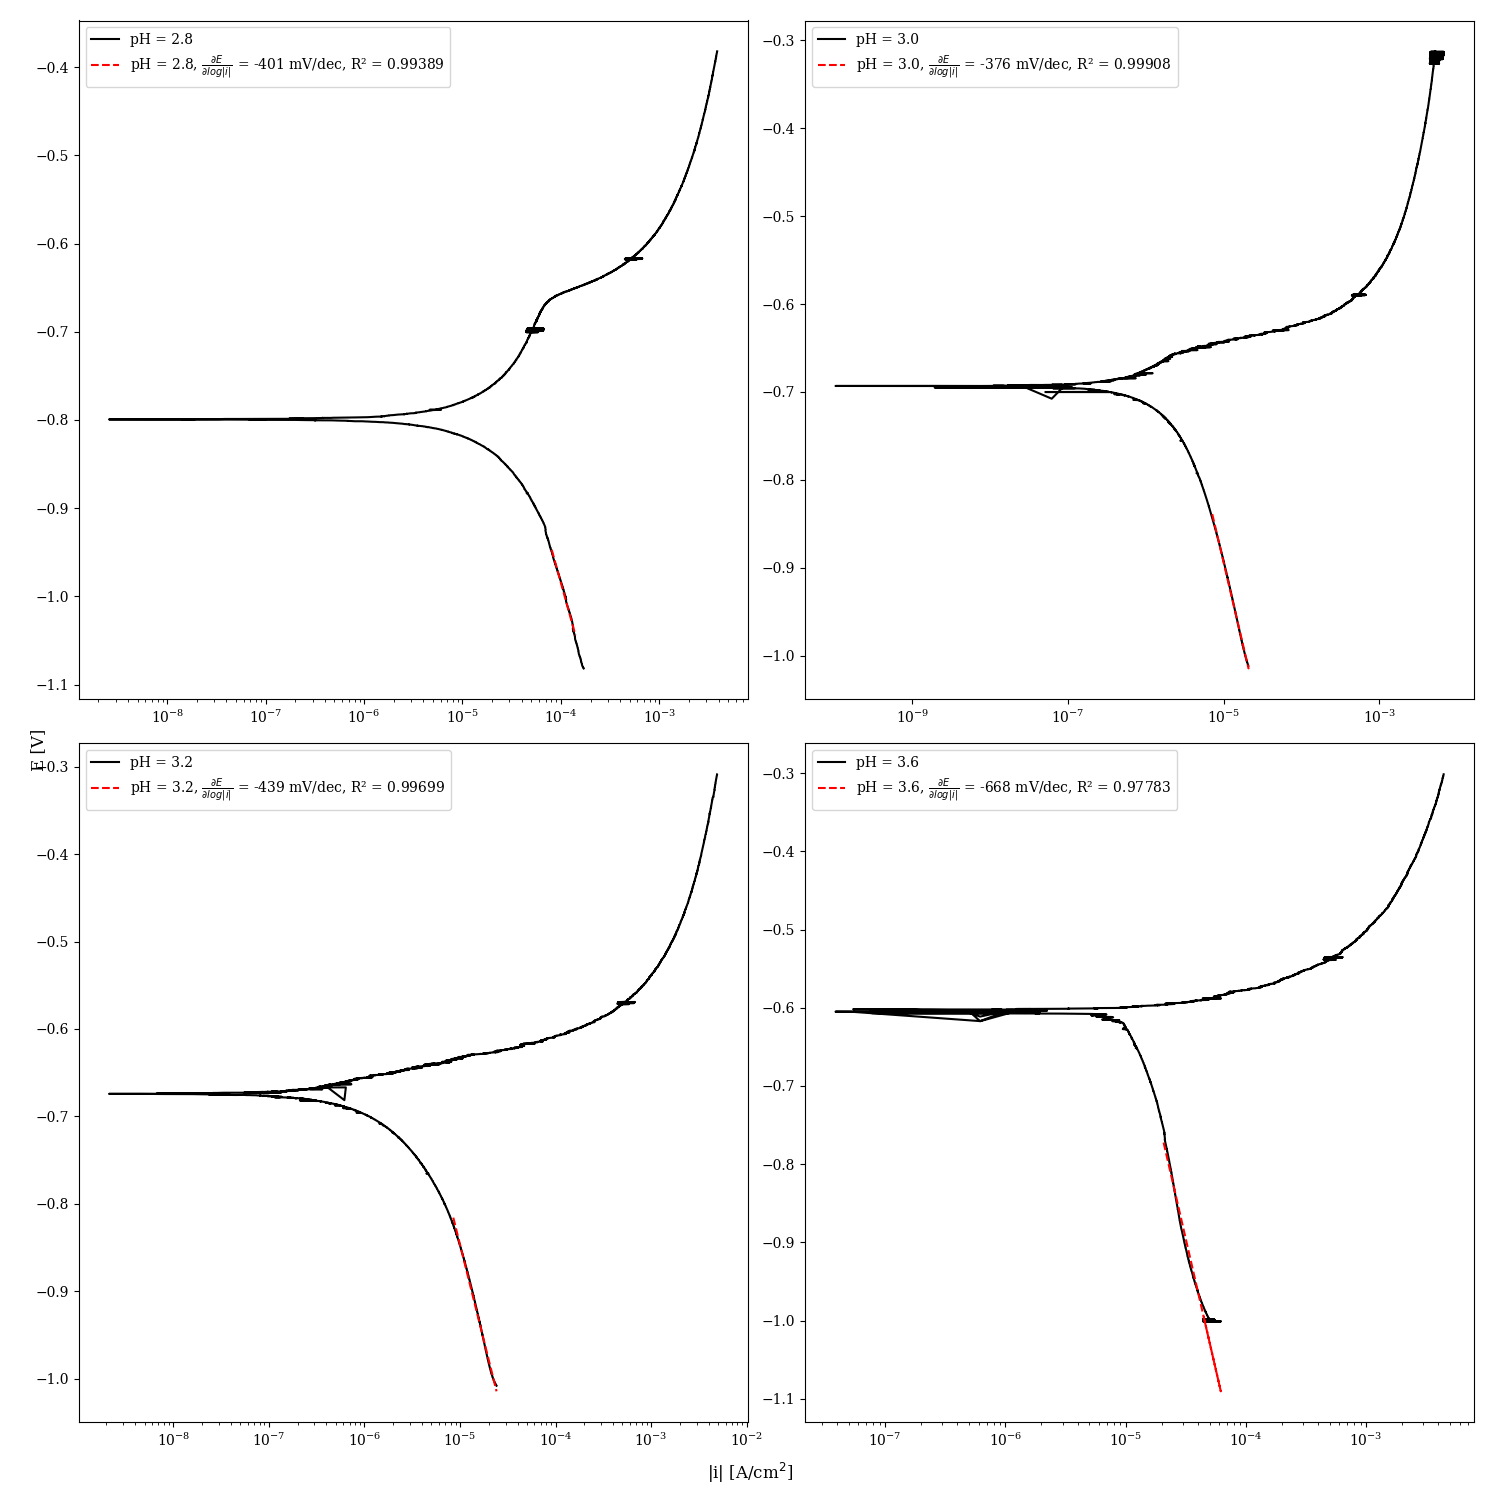 pH = 2.8
pH = 2.8, ∂E/∂log|i| = -401 mV/dec, R² = 0.99389
−0.4
−0.5
−0.6
−0.7
−0.8
−0.9
−1.0
−1.1
10⁻⁸ 10⁻⁷ 10⁻⁶ 10⁻⁵ 10⁻⁴ 10⁻³
pH = 3.0
pH = 3.0, ∂E/∂log|i| = -376 mV/dec, R² = 0.99908
−0.3
−0.4
−0.5
−0.6
−0.7
−0.8
−0.9
−1.0
10⁻⁹ 10⁻⁷ 10⁻⁵ 10⁻³
E [V]
pH = 3.2
pH = 3.2, ∂E/∂log|i| = -439 mV/dec, R² = 0.99699
−0.3
−0.4
−0.5
−0.6
−0.7
−0.8
−0.9
−1.0
10⁻⁸ 10⁻⁷ 10⁻⁶ 10⁻⁵ 10⁻⁴ 10⁻³ 10⁻²
pH = 3.6
pH = 3.6, ∂E/∂log|i| = -668 mV/dec, R² = 0.97783
−0.3
−0.4
−0.5
−0.6
−0.7
−0.8
−0.9
−1.0
−1.1
10⁻⁷ 10⁻⁶ 10⁻⁵ 10⁻⁴ 10⁻³
|i| [A/cm²]